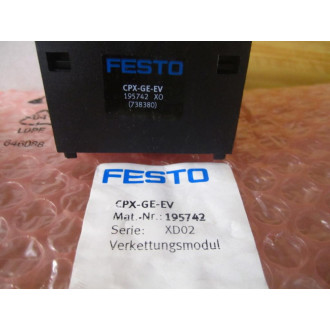 FESTO
CPX-GE-EV
195742 XO
(738380)
FESTO
CPX-GE-EV
Mat.-Nr.: 195742
Serie: XD02
Verkettungsmodul